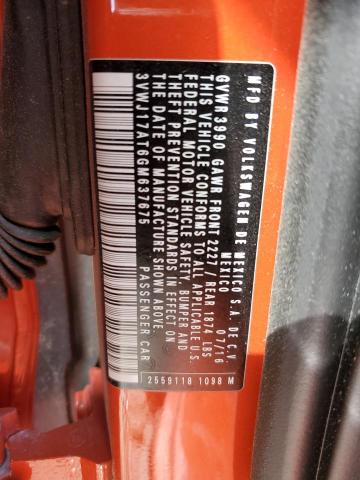 MFD BY VOLKSWAGEN DE MEXICO S.A. DE C.V.
MEXICO 07/16
GVWR 3990 GAWR FRONT 2227 / REAR 1874 LBS
THIS VEHICLE CONFORMS TO ALL APPLICABLE U.S.
FEDERAL MOTOR VEHICLE SAFETY, BUMPER AND
THEFT PREVENTION STANDARDS IN EFFECT ON
THE DATE OF MANUFACTURE SHOWN ABOVE.
3VWJ17AT6GM637675 PASSENGER CAR
2559118 1098 M